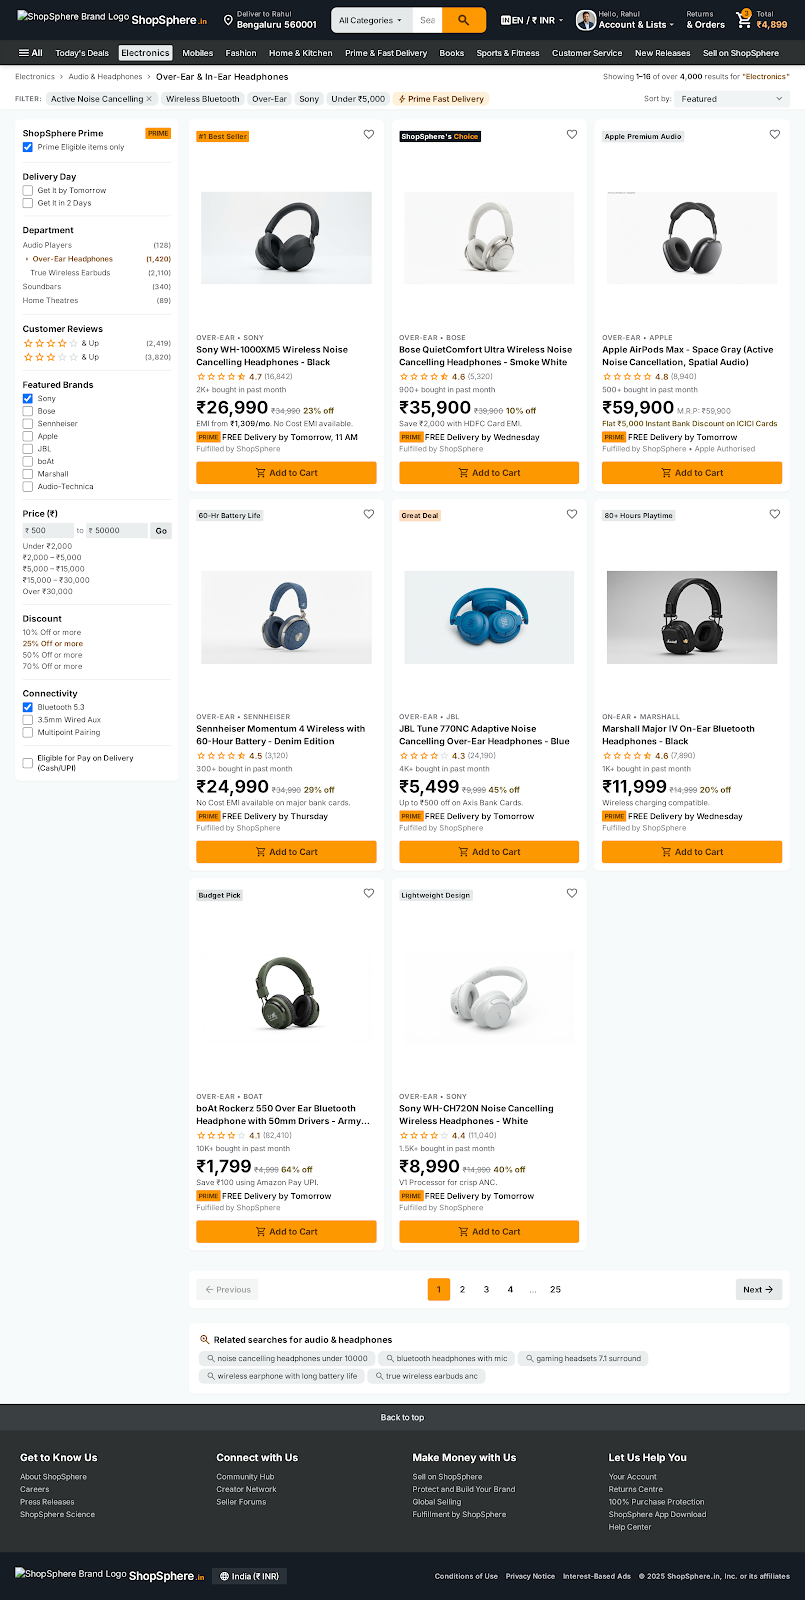 ShopSphere Brand Logo ShopSphere.in
Deliver to Rahul
Bengaluru 560001
All Categories
Sea
EN / ₹ INR
Hello, Rahul
Account & Lists
Returns
& Orders
3
Total
₹4,899
All
Today's Deals
Electronics
Mobiles
Fashion
Home & Kitchen
Prime & Fast Delivery
Books
Sports & Fitness
Customer Service
New Releases
Sell on ShopSphere
Electronics › Audio & Headphones › Over-Ear & In-Ear Headphones
Showing 1–16 of over 4,000 results for "Electronics"
FILTER:
Active Noise Cancelling
Wireless Bluetooth
Over-Ear
Sony
Under ₹5,000
Prime Fast Delivery
Sort by:
Featured
ShopSphere Prime
PRIME
Prime Eligible items only
Delivery Day
Get It by Tomorrow
Get It in 2 Days
Department
Audio Players (128)
Over-Ear Headphones (1,420)
True Wireless Earbuds (2,110)
Soundbars (340)
Home Theatres (89)
Customer Reviews
& Up (2,419)
& Up (3,820)
Featured Brands
Sony
Bose
Sennheiser
Apple
JBL
boAt
Marshall
Audio-Technica
Price (₹)
₹ 500 to ₹ 50000 Go
Under ₹2,000
₹2,000 – ₹5,000
₹5,000 – ₹15,000
₹15,000 – ₹30,000
Over ₹30,000
Discount
10% Off or more
25% Off or more
50% Off or more
70% Off or more
Connectivity
Bluetooth 5.3
3.5mm Wired Aux
Multipoint Pairing
Eligible for Pay on Delivery
(Cash/UPI)
#1 Best Seller
OVER-EAR • SONY
Sony WH-1000XM5 Wireless Noise
Cancelling Headphones - Black
4.7 (16,842)
2K+ bought in past month
₹26,990 ₹34,990 23% off
EMI from ₹1,309/mo. No Cost EMI available.
PRIME FREE Delivery by Tomorrow, 11 AM
Fulfilled by ShopSphere
Add to Cart
ShopSphere's Choice
OVER-EAR • BOSE
Bose QuietComfort Ultra Wireless Noise
Cancelling Headphones - Smoke White
4.6 (5,320)
900+ bought in past month
₹35,900 ₹39,900 10% off
Save ₹2,000 with HDFC Card EMI.
PRIME FREE Delivery by Wednesday
Fulfilled by ShopSphere
Add to Cart
Apple Premium Audio
OVER-EAR • APPLE
Apple AirPods Max - Space Gray (Active
Noise Cancellation, Spatial Audio)
4.8 (8,940)
500+ bought in past month
₹59,900 M.R.P: ₹59,900
Flat ₹5,000 Instant Bank Discount on ICICI Cards
PRIME FREE Delivery by Tomorrow
Fulfilled by ShopSphere • Apple Authorised
Add to Cart
60-Hr Battery Life
OVER-EAR • SENNHEISER
Sennheiser Momentum 4 Wireless with
60-Hour Battery - Denim Edition
4.5 (3,120)
300+ bought in past month
₹24,990 ₹34,990 29% off
No Cost EMI available on major bank cards.
PRIME FREE Delivery by Thursday
Fulfilled by ShopSphere
Add to Cart
Great Deal
OVER-EAR • JBL
JBL Tune 770NC Adaptive Noise
Cancelling Over-Ear Headphones - Blue
4.3 (24,190)
4K+ bought in past month
₹5,499 ₹9,999 45% off
Up to ₹500 off on Axis Bank Cards.
PRIME FREE Delivery by Tomorrow
Fulfilled by ShopSphere
Add to Cart
80+ Hours Playtime
Marshall
ON-EAR • MARSHALL
Marshall Major IV On-Ear Bluetooth
Headphones - Black
4.6 (7,890)
1K+ bought in past month
₹11,999 ₹14,999 20% off
Wireless charging compatible.
PRIME FREE Delivery by Wednesday
Fulfilled by ShopSphere
Add to Cart
Budget Pick
OVER-EAR • BOAT
boAt Rockerz 550 Over Ear Bluetooth
Headphone with 50mm Drivers - Army...
4.1 (82,410)
10K+ bought in past month
₹1,799 ₹4,999 64% off
Save ₹100 using Amazon Pay UPI.
PRIME FREE Delivery by Tomorrow
Fulfilled by ShopSphere
Add to Cart
Lightweight Design
OVER-EAR • SONY
Sony WH-CH720N Noise Cancelling
Wireless Headphones - White
4.4 (11,040)
1.5K+ bought in past month
₹8,990 ₹14,990 40% off
V1 Processor for crisp ANC.
PRIME FREE Delivery by Tomorrow
Fulfilled by ShopSphere
Add to Cart
Previous 1 2 3 4 ... 25 Next
Related searches for audio & headphones
noise cancelling headphones under 10000
bluetooth headphones with mic
gaming headsets 7.1 surround
wireless earphone with long battery life
true wireless earbuds anc
Back to top
Get to Know Us
About ShopSphere
Careers
Press Releases
ShopSphere Science
Connect with Us
Community Hub
Creator Network
Seller Forums
Make Money with Us
Sell on ShopSphere
Protect and Build Your Brand
Global Selling
Fulfillment by ShopSphere
Let Us Help You
Your Account
Returns Centre
100% Purchase Protection
ShopSphere App Download
Help Center
ShopSphere Brand Logo ShopSphere.in
India (₹ INR)
Conditions of Use
Privacy Notice
Interest-Based Ads
© 2025 ShopSphere.in, Inc. or its affiliates